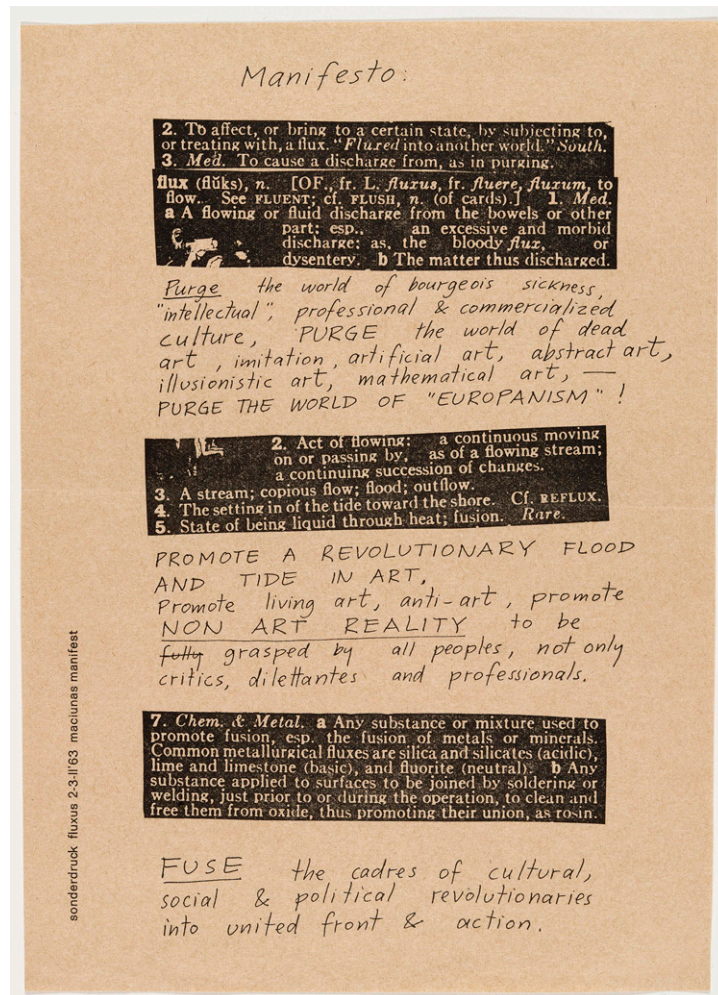 Manifesto:
2. To affect, or bring to a certain state, by subjecting to,
or treating with, a flux. "Fluxed into another world." South.
3. Med. To cause a discharge from, as in purging.
flux (flŭks), n. [OF., fr. L. fluxus, fr. fluere, fluxum, to
flow. See FLUENT; cf. FLUSH, n. (of cards).] 1. Med.
a A flowing or fluid discharge from the bowels or other
part: esp., an excessive and morbid
discharge: as, the bloody flux, or
dysentery. b The matter thus discharged.
Purge the world of bourgeois sickness,
"intellectual", professional & commercialized
culture, PURGE the world of dead
art, imitation, artificial art, abstract art,
illusionistic art, mathematical art, —
PURGE THE WORLD OF "EUROPANISM"!
2. Act of flowing: a continuous moving
on or passing by, as of a flowing stream;
a continuing succession of changes.
3. A stream; copious flow; flood; outflow.
4. The setting in of the tide toward the shore. Cf. REFLUX.
5. State of being liquid through heat; fusion. Rare.
PROMOTE A REVOLUTIONARY FLOOD
AND TIDE IN ART,
Promote living art, anti-art, promote
NON ART REALITY to be
fully grasped by all peoples, not only
critics, dilettantes and professionals.
7. Chem. & Metal. a Any substance or mixture used to
promote fusion, esp. the fusion of metals or minerals.
Common metallurgical fluxes are silica and silicates (acidic),
lime and limestone (basic), and fluorite (neutral). b Any
substance applied to surfaces to be joined by soldering or
welding, just prior to or during the operation, to clean and
free them from oxide, thus promoting their union, as rosin.
FUSE the cadres of cultural,
social & political revolutionaries
into united front & action.
sonderdruck fluxus 2-3-II'63 maciunas manifest